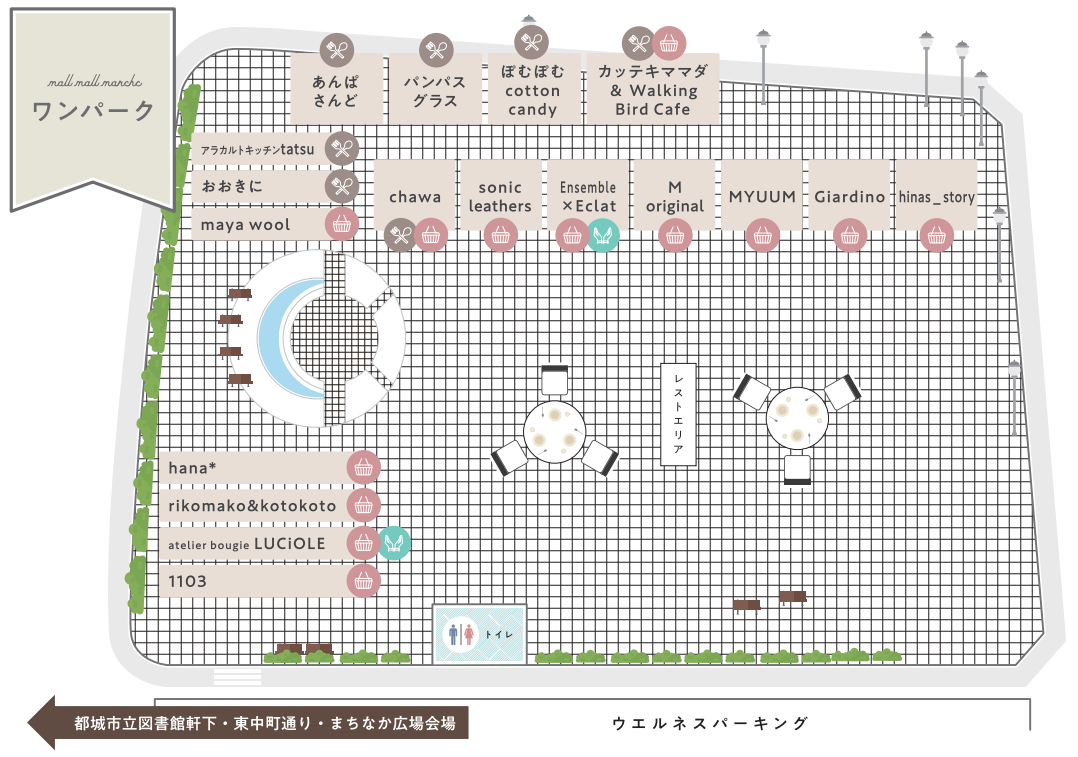 mall mall marche
ワンパーク
あんぱ
さんど
パンパス
グラス
ぽむぽむ
cotton
candy
カッテキママダ
& Walking
Bird Cafe
アラカルトキッチンtatsu
おおきに
maya wool
chawa
sonic
leathers
Ensemble
×Eclat
M
original
MYUUM
Giardino
hinas_story
レストエリア
hana*
rikomako&kotokoto
atelier bougie LUCiOLE
1103
トイレ
都城市立図書館軒下・東中町通り・まちなか広場会場
ウエルネスパーキング